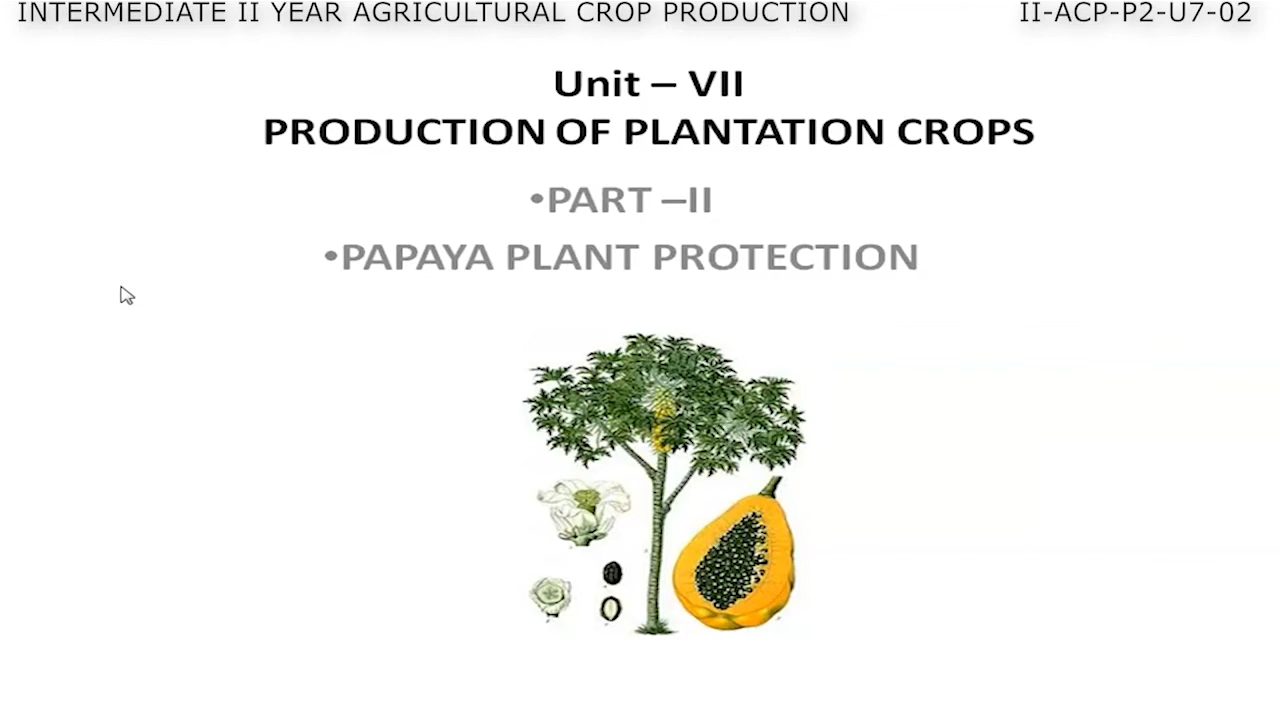 INTERMEDIATE II YEAR AGRICULTURAL CROP PRODUCTION II-ACP-P2-U7-02
Unit – VII
PRODUCTION OF PLANTATION CROPS
•PART –II
•PAPAYA PLANT PROTECTION